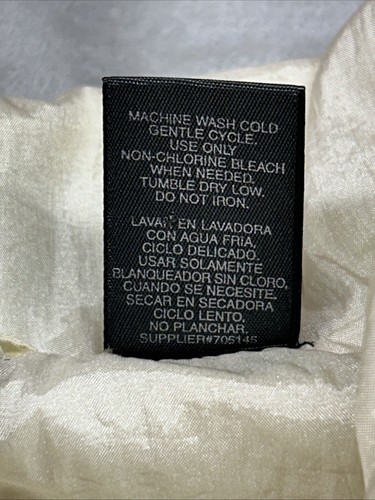 MACHINE WASH COLD
GENTLE CYCLE.
USE ONLY
NON-CHLORINE BLEACH
WHEN NEEDED.
TUMBLE DRY LOW.
DO NOT IRON.
LAVAR EN LAVADORA
CON AGUA FRIA,
CICLO DELICADO.
USAR SOLAMENTE
BLANQUEADOR SIN CLORO,
CUANDO SE NECESITE.
SECAR EN SECADORA
CICLO LENTO.
NO PLANCHAR.
SUPPLIER#705145